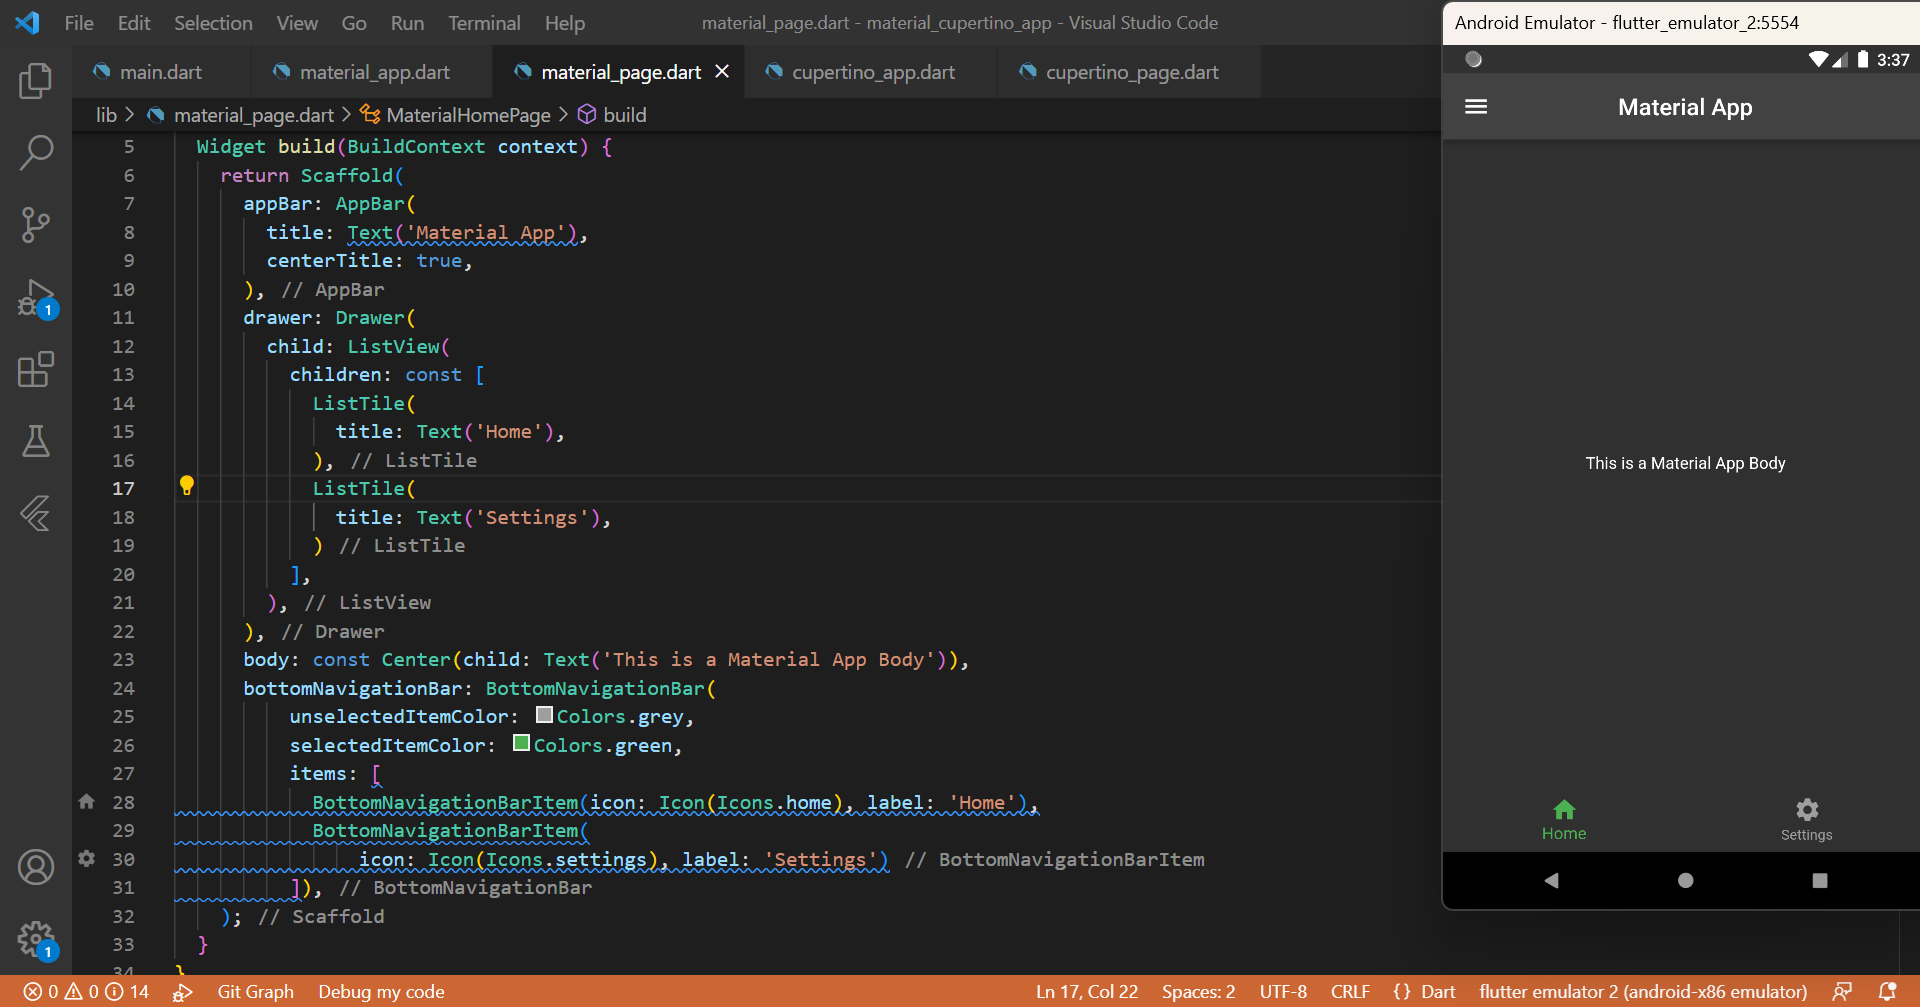 File Edit Selection View Go Run Terminal Help material_page.dart - material_cupertino_app - Visual Studio Code
main.dart material_app.dart material_page.dart cupertino_app.dart cupertino_page.dart
lib > material_page.dart > MaterialHomePage > build
5 Widget build(BuildContext context) {
6 return Scaffold(
7 appBar: AppBar(
8 title: Text('Material App'),
9 centerTitle: true,
10 ), // AppBar
11 drawer: Drawer(
12 child: ListView(
13 children: const [
14 ListTile(
15 title: Text('Home'),
16 ), // ListTile
17 ListTile(
18 title: Text('Settings'),
19 ) // ListTile
20 ],
21 ), // ListView
22 ), // Drawer
23 body: const Center(child: Text('This is a Material App Body')),
24 bottomNavigationBar: BottomNavigationBar(
25 unselectedItemColor: Colors.grey,
26 selectedItemColor: Colors.green,
27 items: [
28 BottomNavigationBarItem(icon: Icon(Icons.home), label: 'Home'),
29 BottomNavigationBarItem(
30 icon: Icon(Icons.settings), label: 'Settings') // BottomNavigationBarItem
31 ]), // BottomNavigationBar
32 ); // Scaffold
33 }
34 }
1
1
Android Emulator - flutter_emulator_2:5554
3:37
Material App
This is a Material App Body
Home Settings
0 0 14 Git Graph Debug my code Ln 17, Col 22 Spaces: 2 UTF-8 CRLF {} Dart flutter emulator 2 (android-x86 emulator)